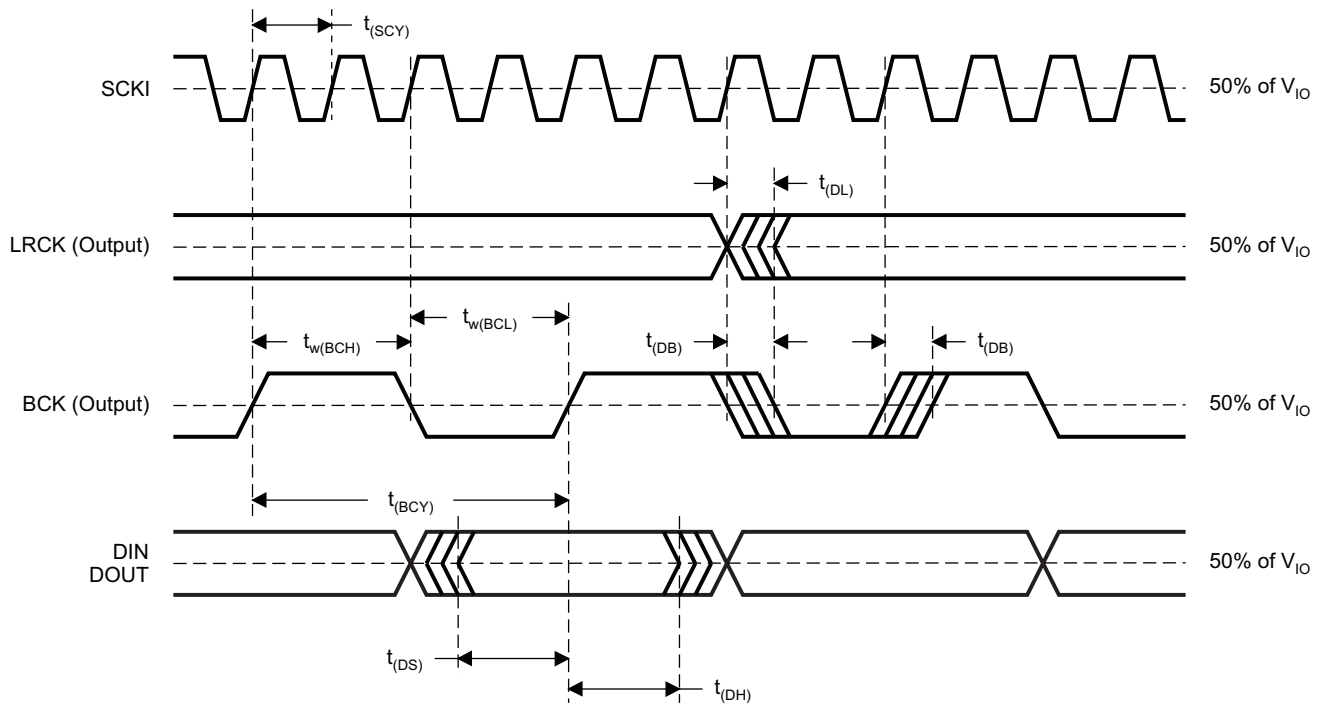 t(SCY)
SCKI
50% of VIO
t(DL)
LRCK (Output)
50% of VIO
tw(BCH)
tw(BCL)
t(DB)
t(DB)
BCK (Output)
50% of VIO
t(BCY)
DIN
DOUT
50% of VIO
t(DS)
t(DH)